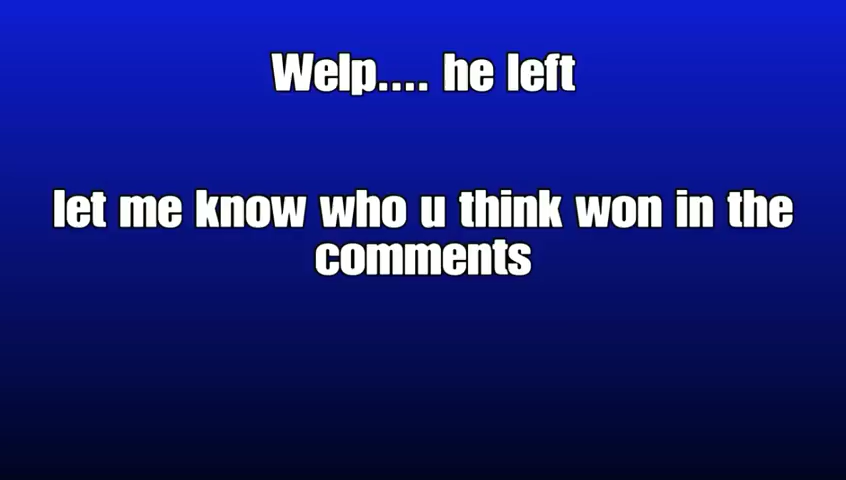 Welp.... he left
let me know who u think won in the
comments